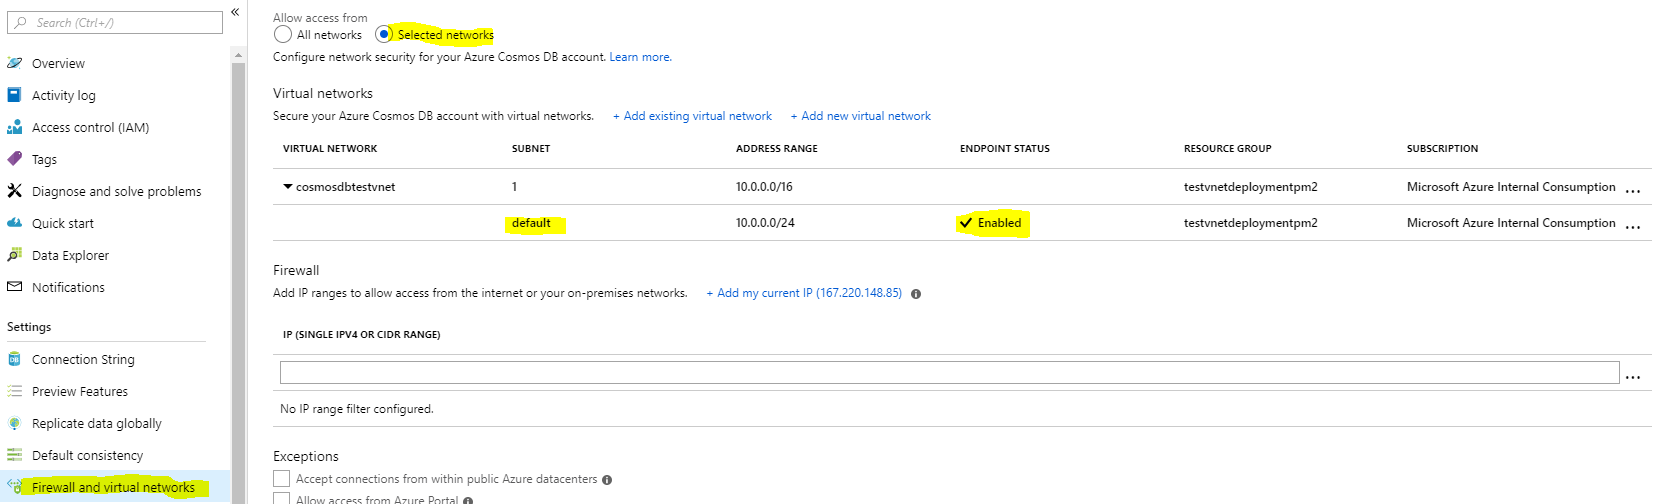 Search (Ctrl+/)
«
Overview
Activity log
Access control (IAM)
Tags
Diagnose and solve problems
Quick start
Data Explorer
Notifications
Settings
Connection String
Preview Features
Replicate data globally
Default consistency
Firewall and virtual networks
Allow access from
All networks Selected networks
Configure network security for your Azure Cosmos DB account. Learn more.
Virtual networks
Secure your Azure Cosmos DB account with virtual networks. + Add existing virtual network + Add new virtual network
VIRTUAL NETWORK SUBNET ADDRESS RANGE ENDPOINT STATUS RESOURCE GROUP SUBSCRIPTION
cosmosdbtestvnet 1 10.0.0.0/16 testvnetdeploymentpm2 Microsoft Azure Internal Consumption ...
default 10.0.0.0/24 Enabled testvnetdeploymentpm2 Microsoft Azure Internal Consumption ...
Firewall
Add IP ranges to allow access from the internet or your on-premises networks. + Add my current IP (167.220.148.85)
IP (SINGLE IPV4 OR CIDR RANGE)
...
No IP range filter configured.
Exceptions
Accept connections from within public Azure datacenters
Allow access from Azure Portal